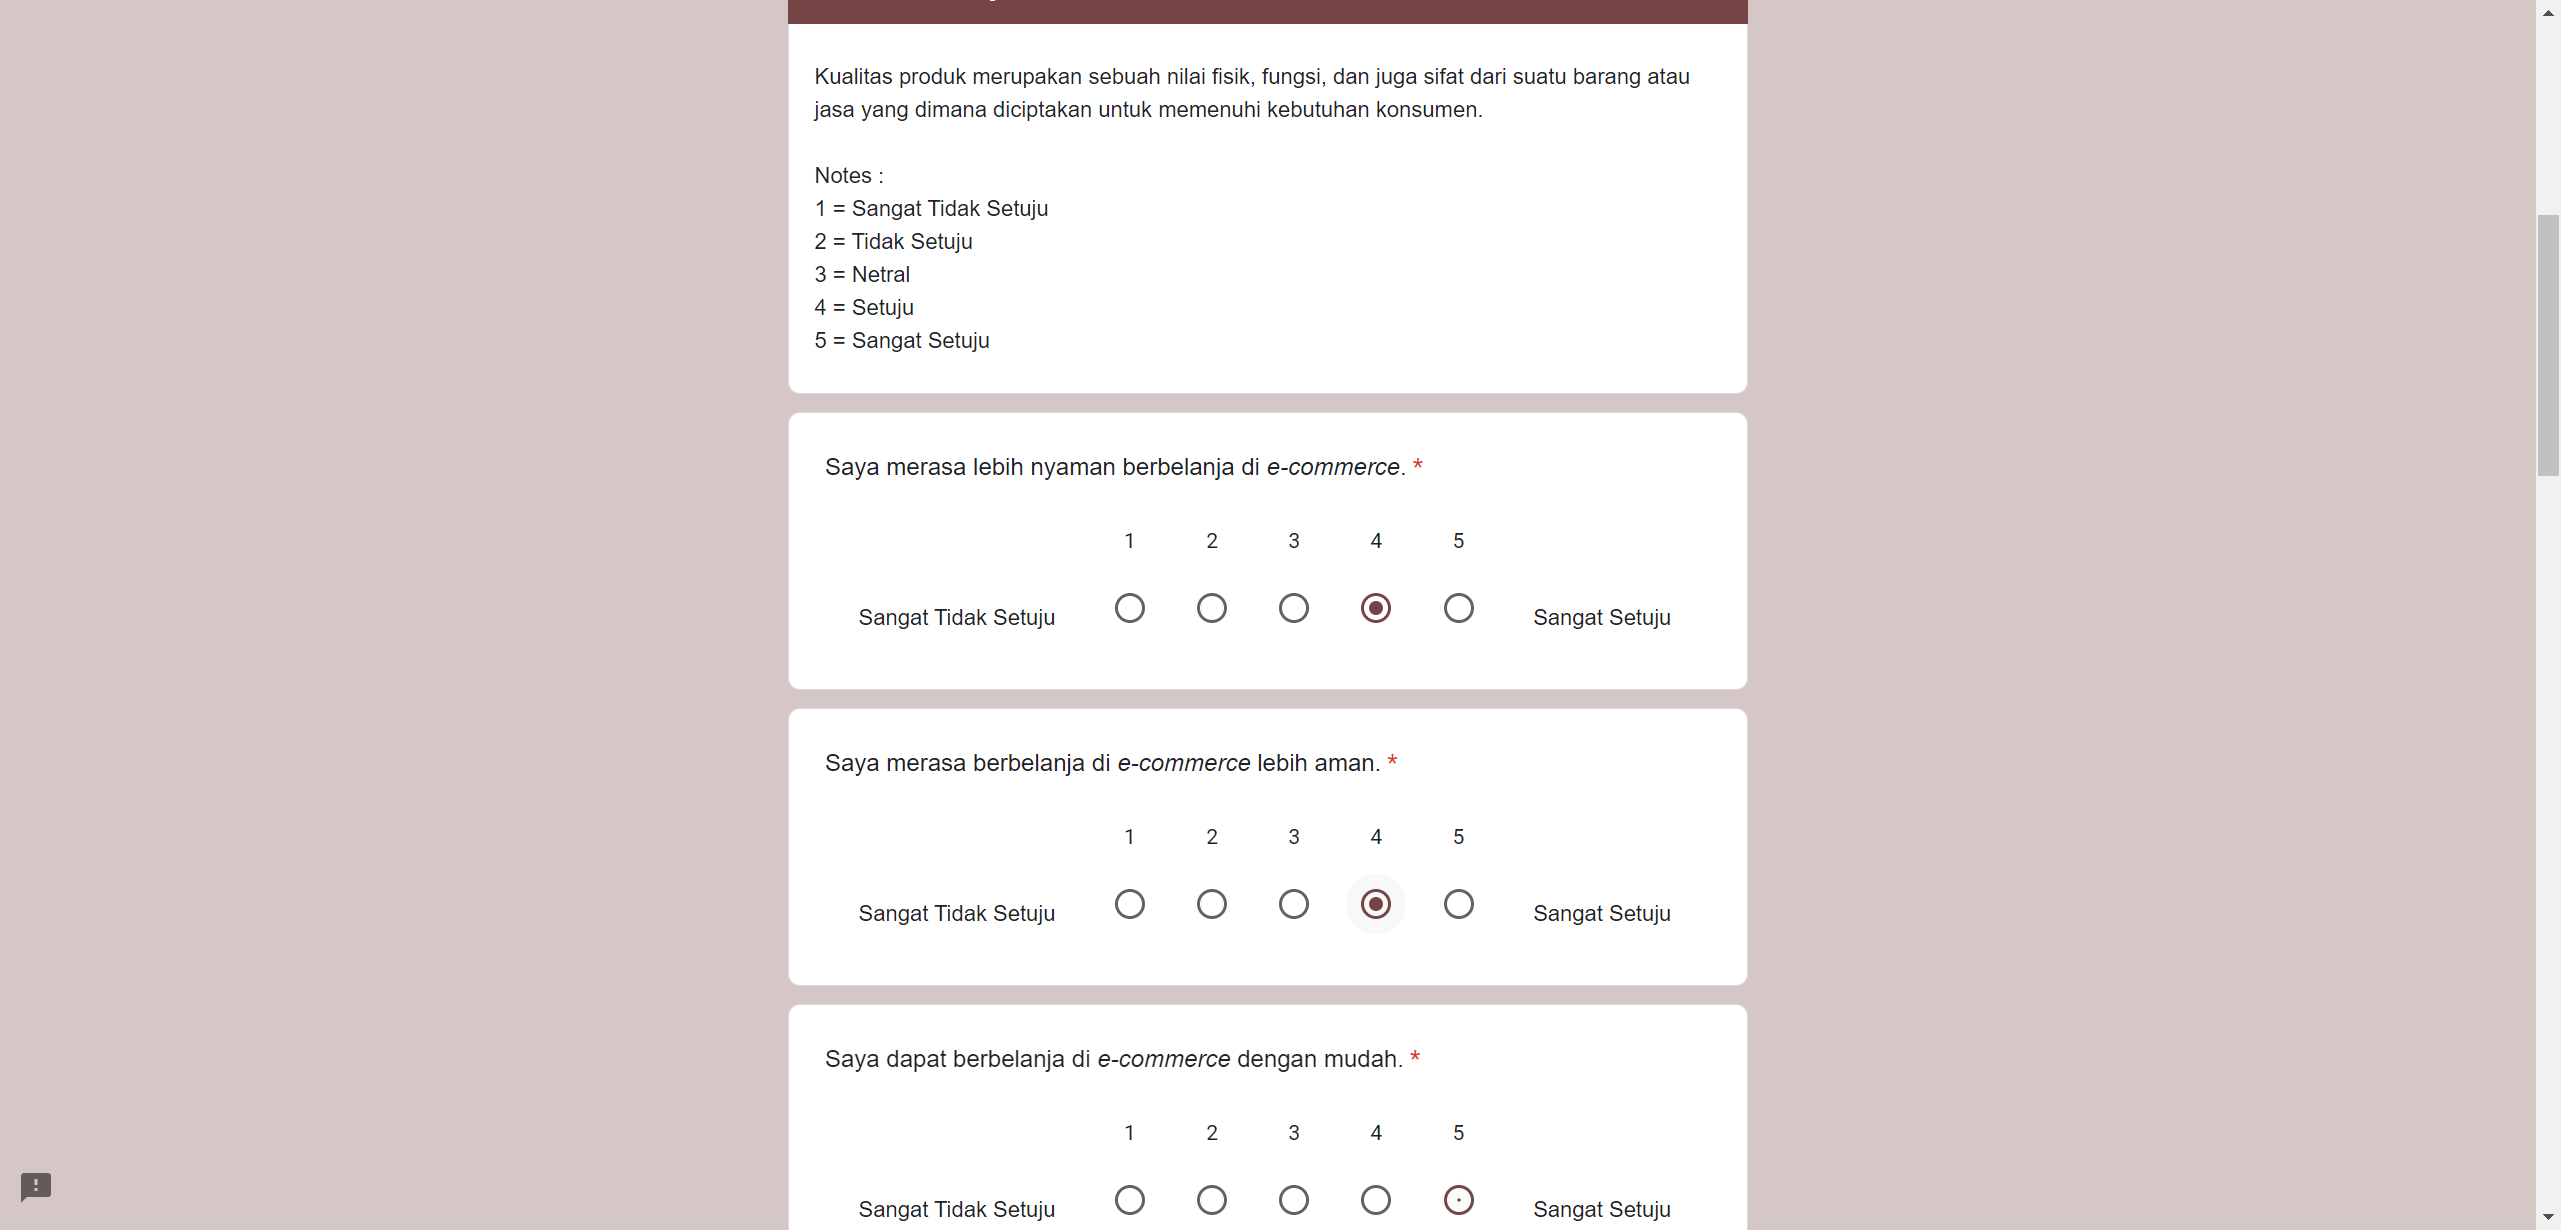 Kualitas produk merupakan sebuah nilai fisik, fungsi, dan juga sifat dari suatu barang atau
jasa yang dimana diciptakan untuk memenuhi kebutuhan konsumen.
Notes :
1 = Sangat Tidak Setuju
2 = Tidak Setuju
3 = Netral
4 = Setuju
5 = Sangat Setuju
Saya merasa lebih nyaman berbelanja di e-commerce. *
1 2 3 4 5
Sangat Tidak Setuju Sangat Setuju
Saya merasa berbelanja di e-commerce lebih aman. *
1 2 3 4 5
Sangat Tidak Setuju Sangat Setuju
Saya dapat berbelanja di e-commerce dengan mudah. *
1 2 3 4 5
Sangat Tidak Setuju Sangat Setuju